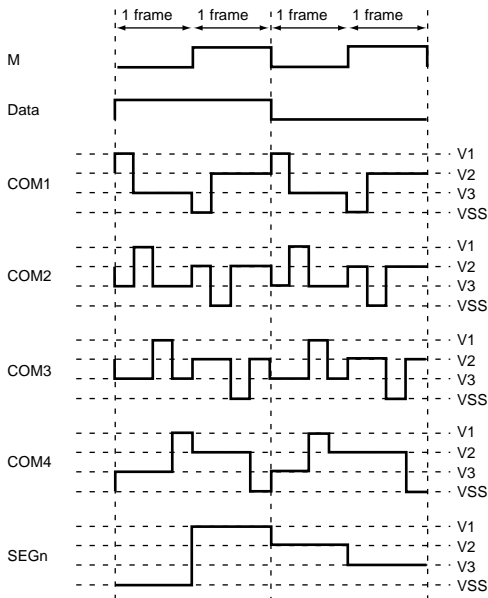 1 frame 1 frame 1 frame 1 frame
M
Data
COM1
V1
V2
V3
VSS
COM2
V1
V2
V3
VSS
COM3
V1
V2
V3
VSS
COM4
V1
V2
V3
VSS
SEGn
V1
V2
V3
VSS